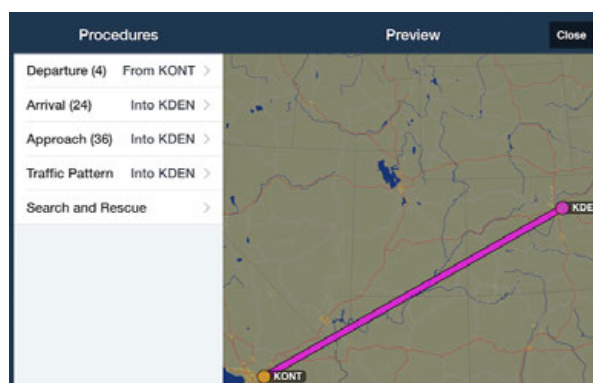 Procedures
Preview
Close
Departure (4) From KONT >
Arrival (24) Into KDEN >
Approach (36) Into KDEN >
Traffic Pattern Into KDEN >
Search and Rescue >
KDE
KONT